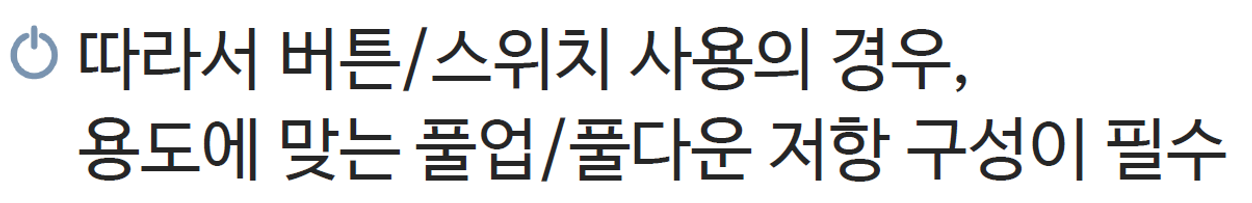 따라서 버튼/스위치 사용의 경우,
용도에 맞는 풀업/풀다운 저항 구성이 필수